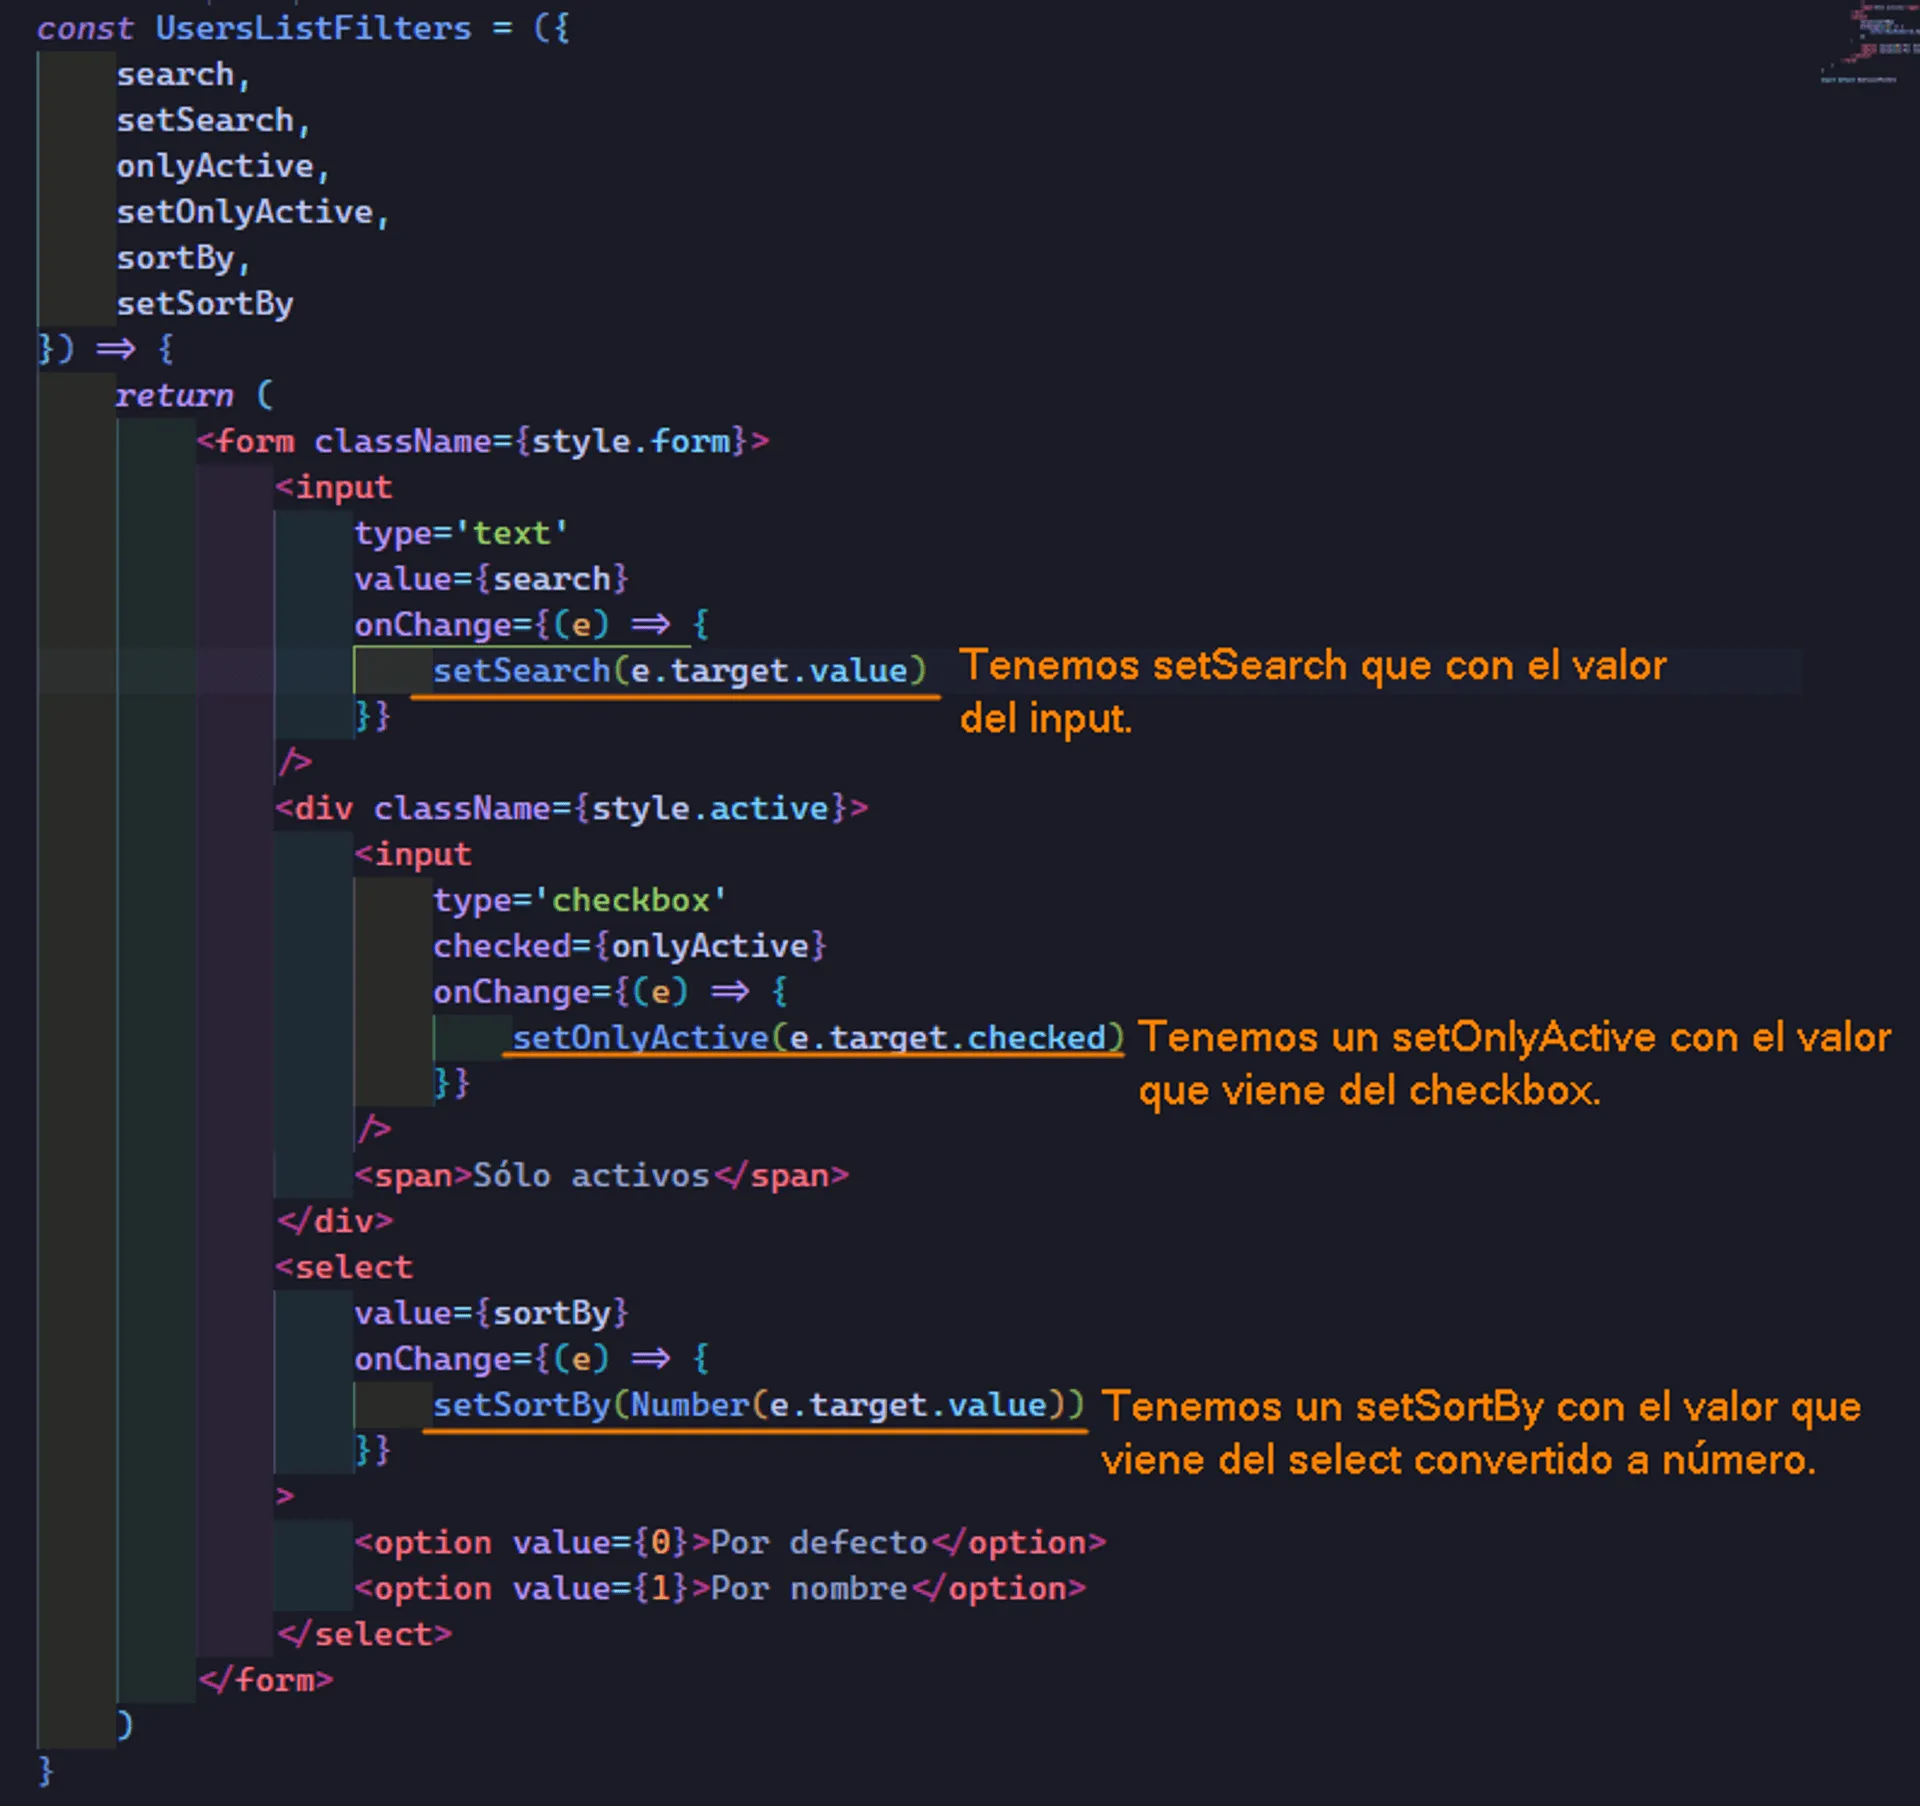 const UsersListFilters = ({
search,
setSearch,
onlyActive,
setOnlyActive,
sortBy,
setSortBy
}) => {
return (
<form className={style.form}>
<input
type='text'
value={search}
onChange={(e) => {
setSearch(e.target.value) Tenemos setSearch que con el valor
del input.
}}
/>
<div className={style.active}>
<input
type='checkbox'
checked={onlyActive}
onChange={(e) => {
setOnlyActive(e.target.checked) Tenemos un setOnlyActive con el valor
que viene del checkbox.
}}
/>
<span>Sólo activos</span>
</div>
<select
value={sortBy}
onChange={(e) => {
setSortBy(Number(e.target.value)) Tenemos un setSortBy con el valor que
viene del select convertido a número.
}}
>
<option value={0}>Por defecto</option>
<option value={1}>Por nombre</option>
</select>
</form>
)
}